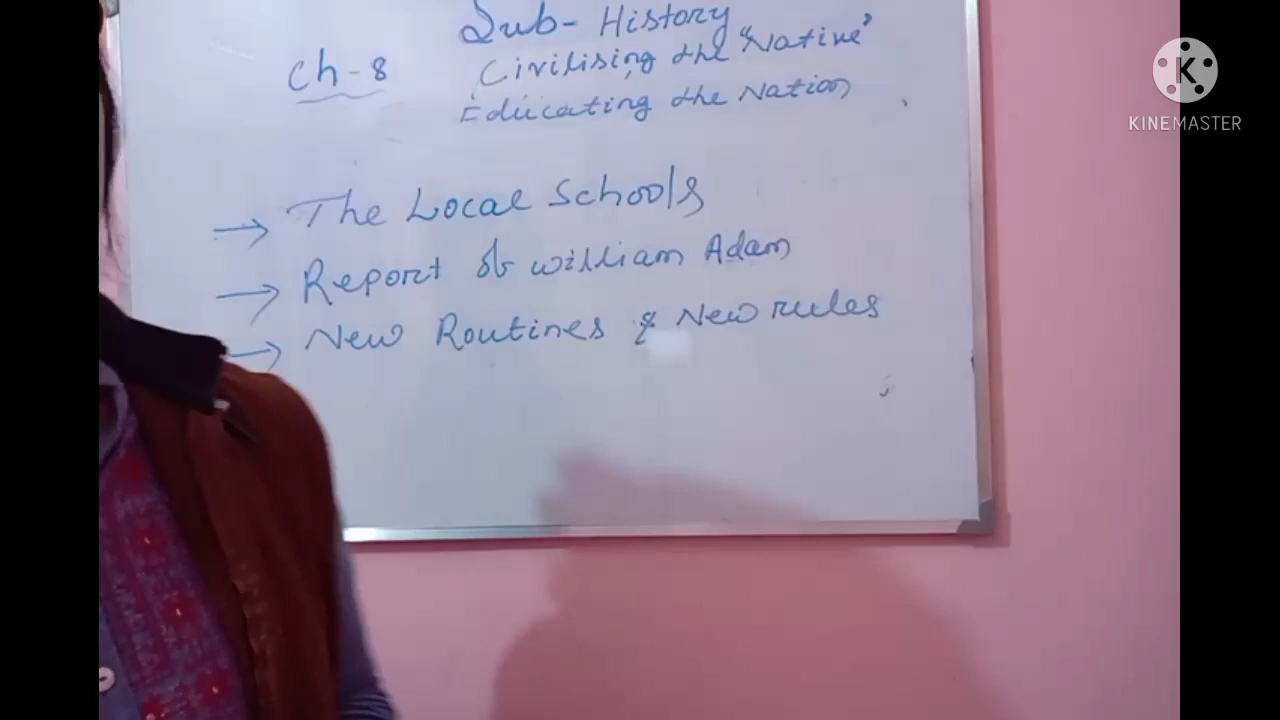 Sub- History
Ch-8
Civilising the "Native"
Educating the Nation
→ The Local Schools
→ Report of William Adam
→ New Routines & New rules
K
KINEMASTER